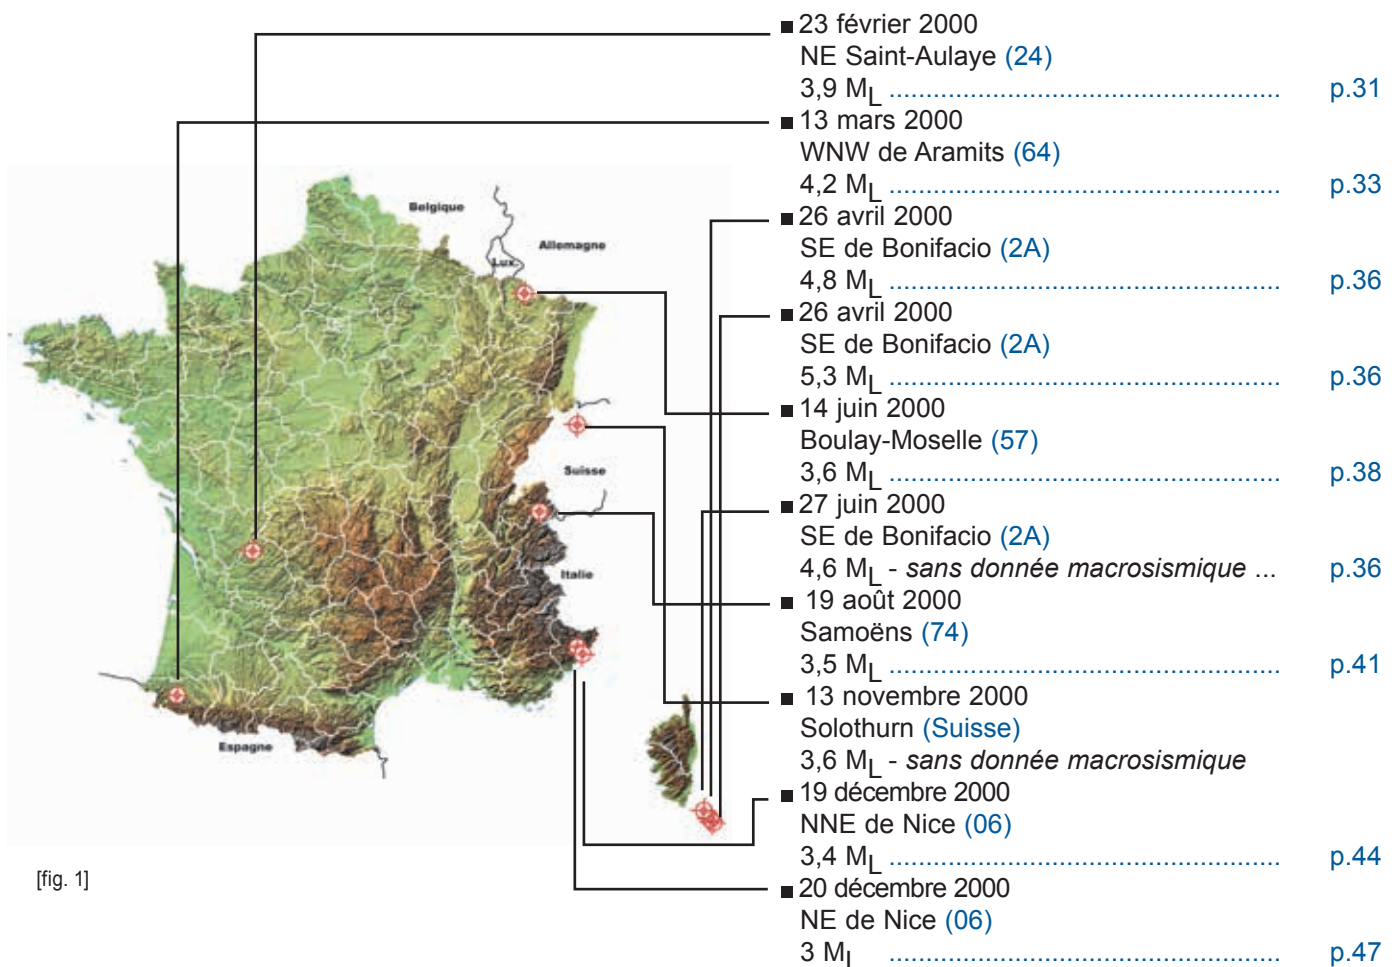 ■ 23 février 2000
NE Saint-Aulaye (24)
3,9 ML ...................................................... p.31
■ 13 mars 2000
WNW de Aramits (64)
4,2 ML ...................................................... p.33
■ 26 avril 2000
SE de Bonifacio (2A)
4,8 ML ...................................................... p.36
■ 26 avril 2000
SE de Bonifacio (2A)
5,3 ML ...................................................... p.36
■ 14 juin 2000
Boulay-Moselle (57)
3,6 ML ...................................................... p.38
■ 27 juin 2000
SE de Bonifacio (2A)
4,6 ML - sans donnée macrosismique ... p.36
■ 19 août 2000
Samoëns (74)
3,5 ML ...................................................... p.41
■ 13 novembre 2000
Solothurn (Suisse)
3,6 ML - sans donnée macrosismique
■ 19 décembre 2000
NNE de Nice (06)
3,4 ML ...................................................... p.44
■ 20 décembre 2000
NE de Nice (06)
3 ML ...................................................... p.47
Belgique
Allemagne
Lux.
Suisse
Italie
Espagne
[fig. 1]